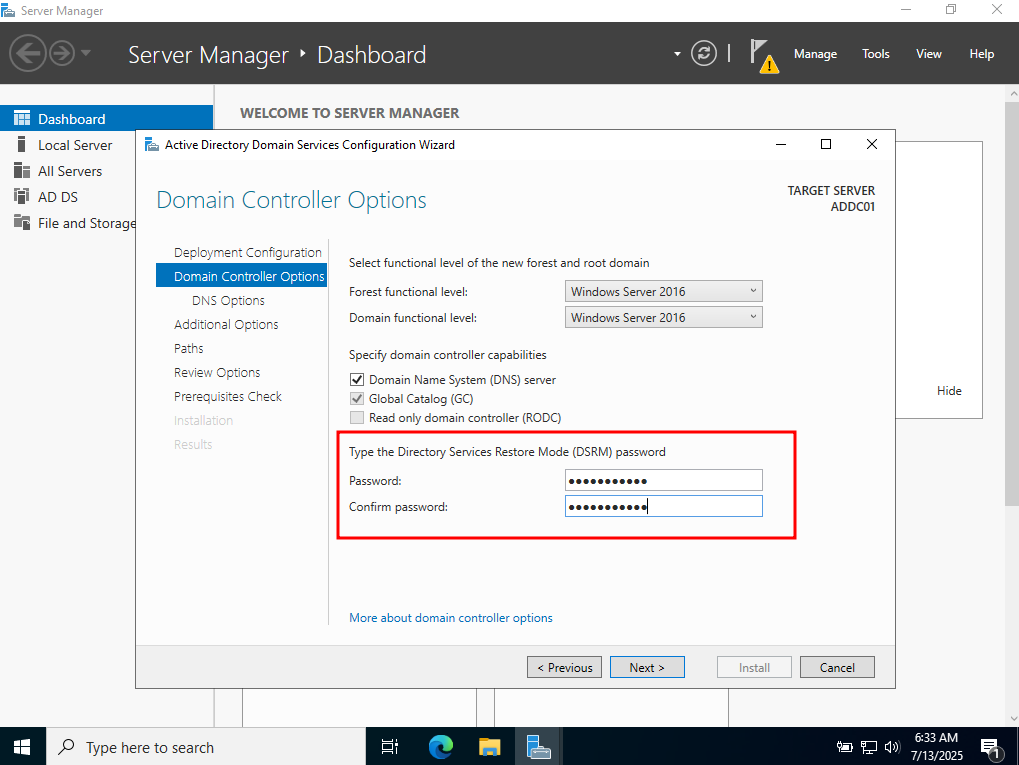 Server Manager
Server Manager ‣ Dashboard
Manage Tools View Help
Dashboard
Local Server
All Servers
AD DS
File and Storage
WELCOME TO SERVER MANAGER
Active Directory Domain Services Configuration Wizard
Domain Controller Options
TARGET SERVER
ADDC01
Deployment Configuration
Domain Controller Options
DNS Options
Additional Options
Paths
Review Options
Prerequisites Check
Installation
Results
Select functional level of the new forest and root domain
Forest functional level: Windows Server 2016
Domain functional level: Windows Server 2016
Specify domain controller capabilities
Domain Name System (DNS) server
Global Catalog (GC)
Read only domain controller (RODC)
Type the Directory Services Restore Mode (DSRM) password
Password: ●●●●●●●●●●●
Confirm password: ●●●●●●●●●●●
More about domain controller options
< Previous Next > Install Cancel
Hide
Type here to search
6:33 AM
7/13/2025
1